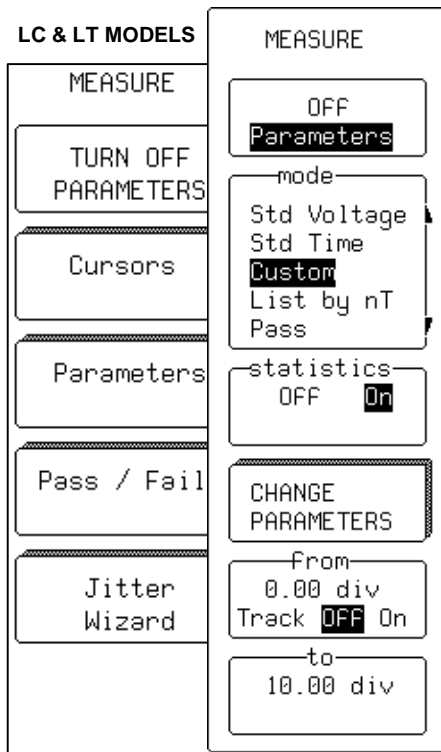 LC & LT MODELS
MEASURE
TURN OFF
PARAMETERS
Cursors
Parameters
Pass / Fail
Jitter
Wizard
MEASURE
OFF
Parameters
mode
Std Voltage
Std Time
Custom
List by nT
Pass
statistics
OFF On
CHANGE
PARAMETERS
from
0.00 div
Track OFF On
to
10.00 div